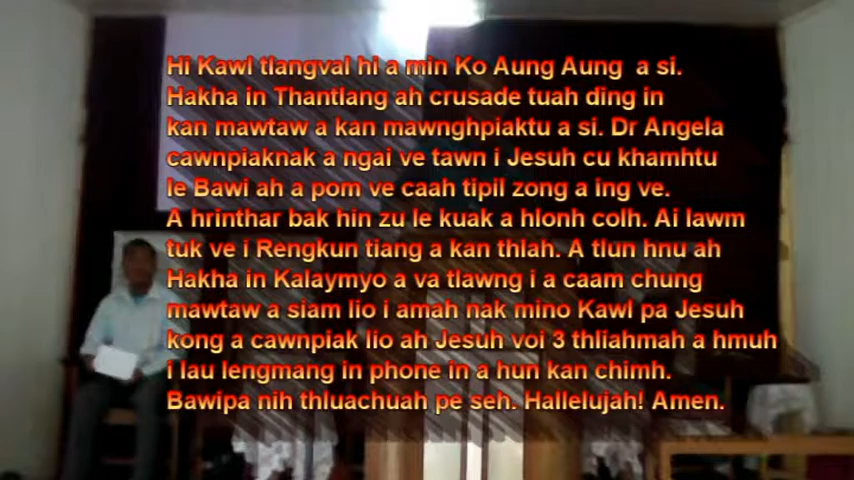 Hi Kawl tlangval hi a min Ko Aung Aung a si.
Hakha in Thantlang ah crusade tuah ding in
kan mawtaw a kan mawnghpiaktu a si. Dr Angela
cawnpiaknak a ngai ve tawn i Jesuh cu khamhtu
le Bawi ah a pom ve caah tipil zong a ing ve.
A hrinthar bak hin zu le kuak a hlonh colh. Ai lawm
tuk ve i Rengkun tiang a kan thlah. A tlun hnu ah
Hakha in Kalaymyo a va tlawng i a caam chung
mawtaw a siam lio i amah nak mino Kawl pa Jesuh
kong a cawnpiak lio ah Jesuh voi 3 thliahmah a hmuh
i lau lengmang in phone in a hun kan chimh.
Bawipa nih thluachuah pe seh. Hallelujah! Amen.